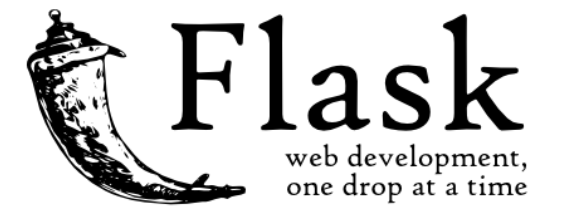 Flask
web development,
one drop at a time